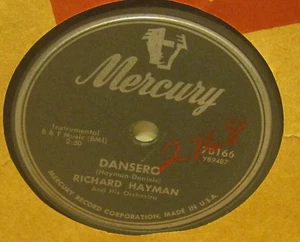 Mercury
Instrumental
B & T Music (BMI)
2:30
70166
YB9487
DANSERO
(Hayman-Daniels)
RICHARD HAYMAN
And His Orchestra
MERCURY RECORD CORPORATION, MADE IN U.S.A.